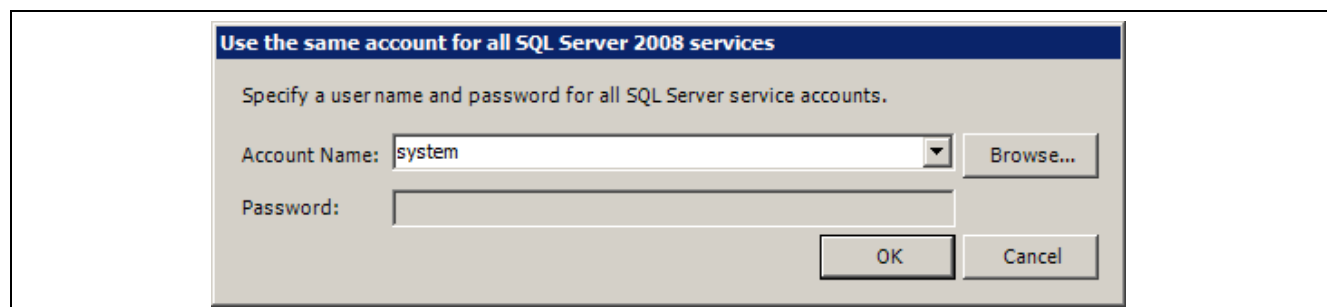 Use the same account for all SQL Server 2008 services
Specify a user name and password for all SQL Server service accounts.
Account Name: system Browse...
Password:
OK Cancel